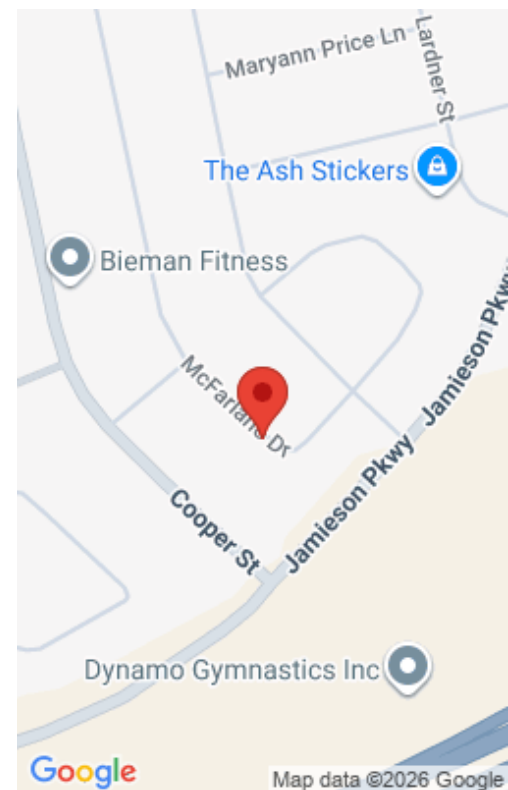 Maryann Price Ln
Lardner St
The Ash Stickers
Bieman Fitness
Jamieson Pkwy
McFarland Dr
Jamieson Pkwy
Cooper St
Dynamo Gymnastics Inc
Google
Map data ©2026 Google